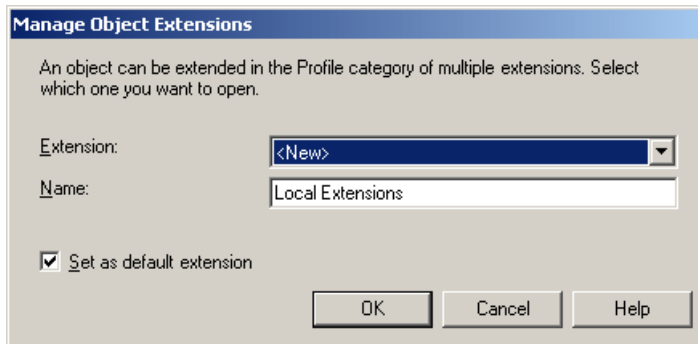 Manage Object Extensions
An object can be extended in the Profile category of multiple extensions. Select
which one you want to open.
Extension:
<New>
Name:
Local Extensions
Set as default extension
OK Cancel Help